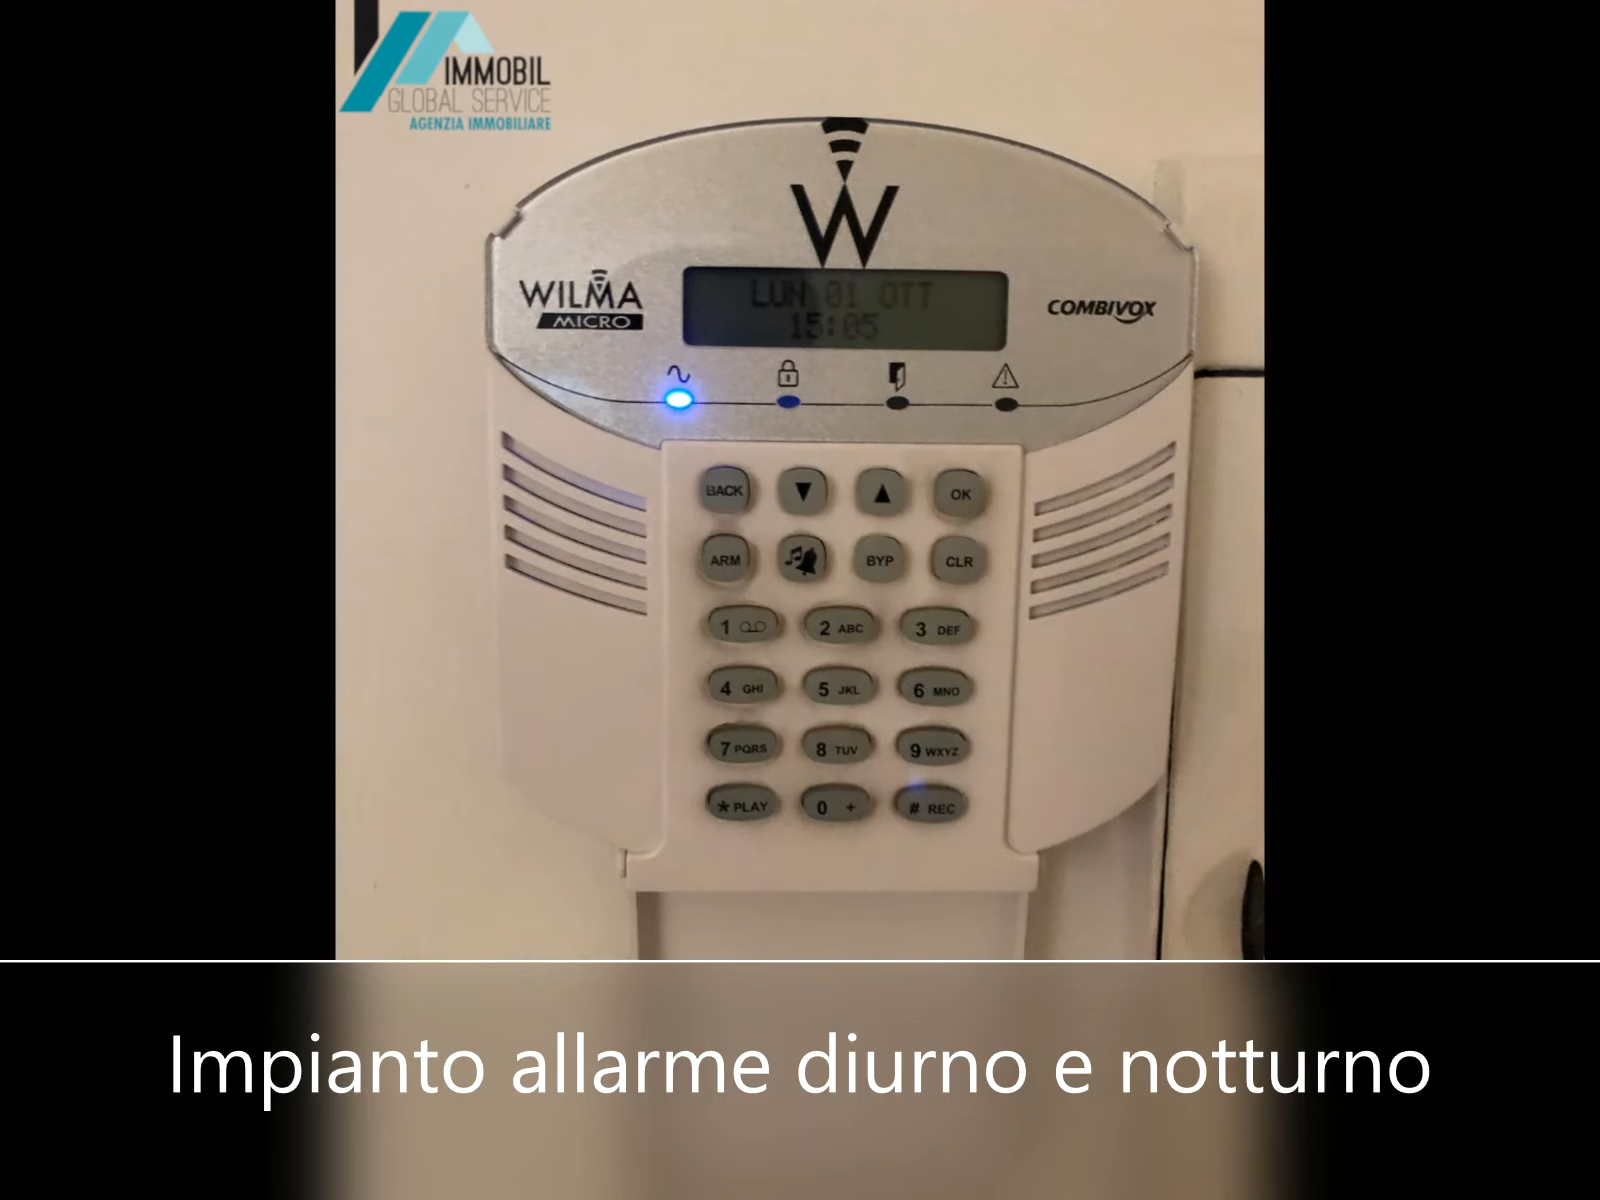 IMMOBIL
GLOBAL SERVICE
AGENZIA IMMOBILIARE
W
WILMA
MICRO
LUN 01 OTT
15:05
COMBIVOX
BACK OK
ARM BYP CLR
1 2 ABC 3 DEF
4 GHI 5 JKL 6 MNO
7 PQRS 8 TUV 9 WXYZ
* PLAY 0 + # REC
Impianto allarme diurno e notturno